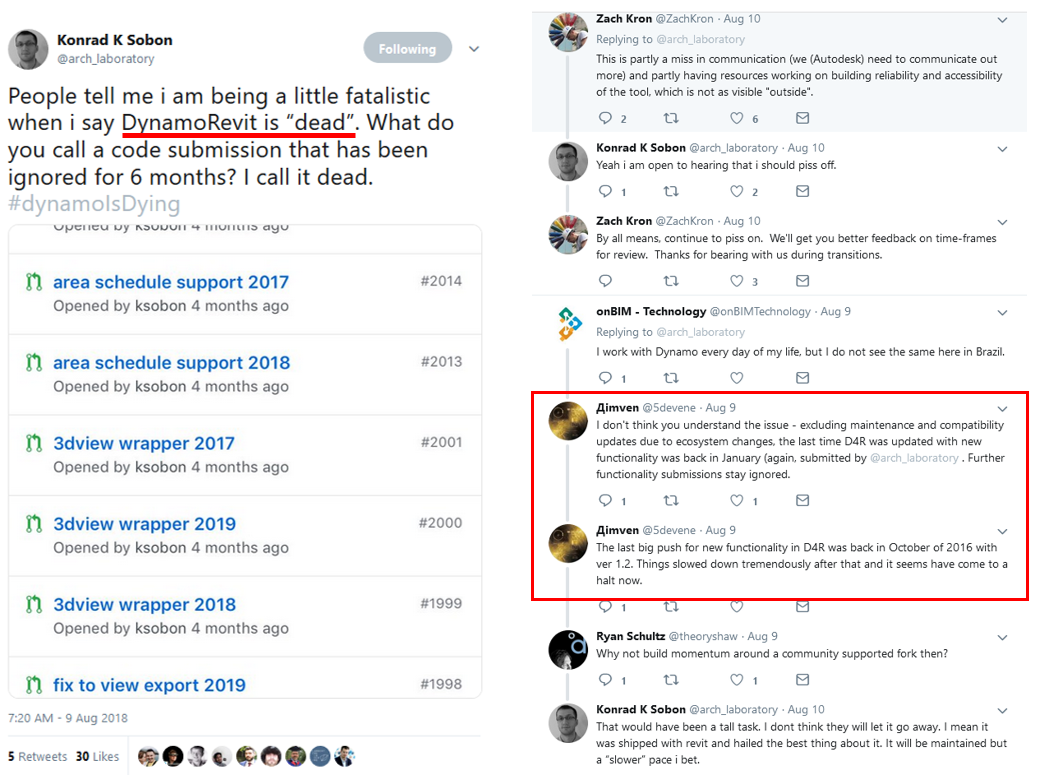 Konrad K Sobon
@arch_laboratory
Following
People tell me i am being a little fatalistic
when i say DynamoRevit is “dead”. What do
you call a code submission that has been
ignored for 6 months? I call it dead.
#dynamoIsDying
Opened by ksobon 4 months ago
area schedule support 2017 #2014
Opened by ksobon 4 months ago
area schedule support 2018 #2013
Opened by ksobon 4 months ago
3dview wrapper 2017 #2001
Opened by ksobon 4 months ago
3dview wrapper 2019 #2000
Opened by ksobon 4 months ago
3dview wrapper 2018 #1999
Opened by ksobon 4 months ago
fix to view export 2019 #1998
7:20 AM - 9 Aug 2018
5 Retweets 30 Likes
Zach Kron @ZachKron · Aug 10
Replying to @arch_laboratory
This is partly a miss in communication (we (Autodesk) need to communicate out
more) and partly having resources working on building reliability and accessibility
of the tool, which is not as visible "outside".
2 6
Konrad K Sobon @arch_laboratory · Aug 10
Yeah i am open to hearing that i should piss off.
1 2
Zach Kron @ZachKron · Aug 10
By all means, continue to piss on. We'll get you better feedback on time-frames
for review. Thanks for bearing with us during transitions.
3
onBIM - Technology @onBIMTechnology · Aug 9
Replying to @arch_laboratory
I work with Dynamo every day of my life, but I do not see the same here in Brazil.
1
Дimven @5devene · Aug 9
I don't think you understand the issue - excluding maintenance and compatibility
updates due to ecosystem changes, the last time D4R was updated with new
functionality was back in January (again, submitted by @arch_laboratory . Further
functionality submissions stay ignored.
1 1
Дimven @5devene · Aug 9
The last big push for new functionality in D4R was back in October of 2016 with
ver 1.2. Things slowed down tremendously after that and it seems have come to a
halt now.
1
Ryan Schultz @theoryshaw · Aug 9
Why not build momentum around a community supported fork then?
1 1
Konrad K Sobon @arch_laboratory · Aug 10
That would have been a tall task. I dont think they will let it go away. I mean it
was shipped with revit and hailed the best thing about it. It will be maintained but
a “slower” pace i bet.